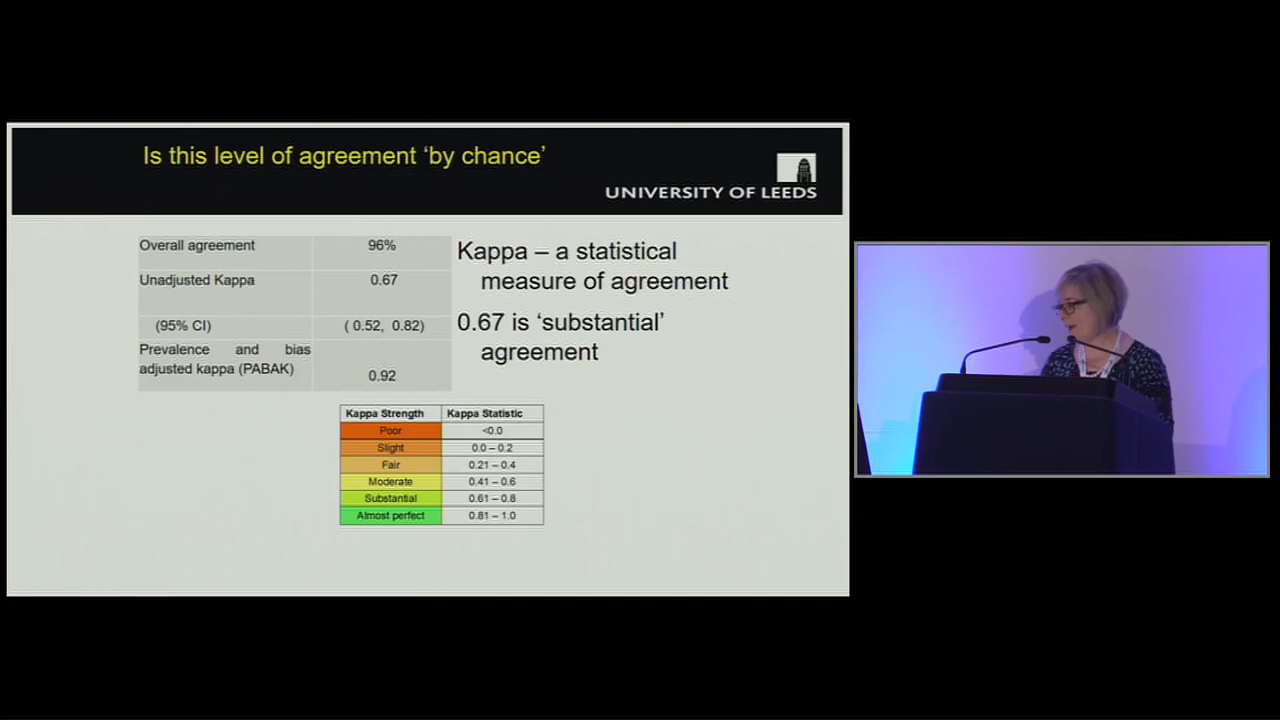 Is this level of agreement ‘by chance’
UNIVERSITY OF LEEDS
Overall agreement 96%
Unadjusted Kappa 0.67
(95% CI) ( 0.52, 0.82)
Prevalence and bias
adjusted kappa (PABAK) 0.92
Kappa – a statistical
measure of agreement
0.67 is ‘substantial’
agreement
Kappa Strength Kappa Statistic
Poor <0.0
Slight 0.0 – 0.2
Fair 0.21 – 0.4
Moderate 0.41 – 0.6
Substantial 0.61 – 0.8
Almost perfect 0.81 – 1.0